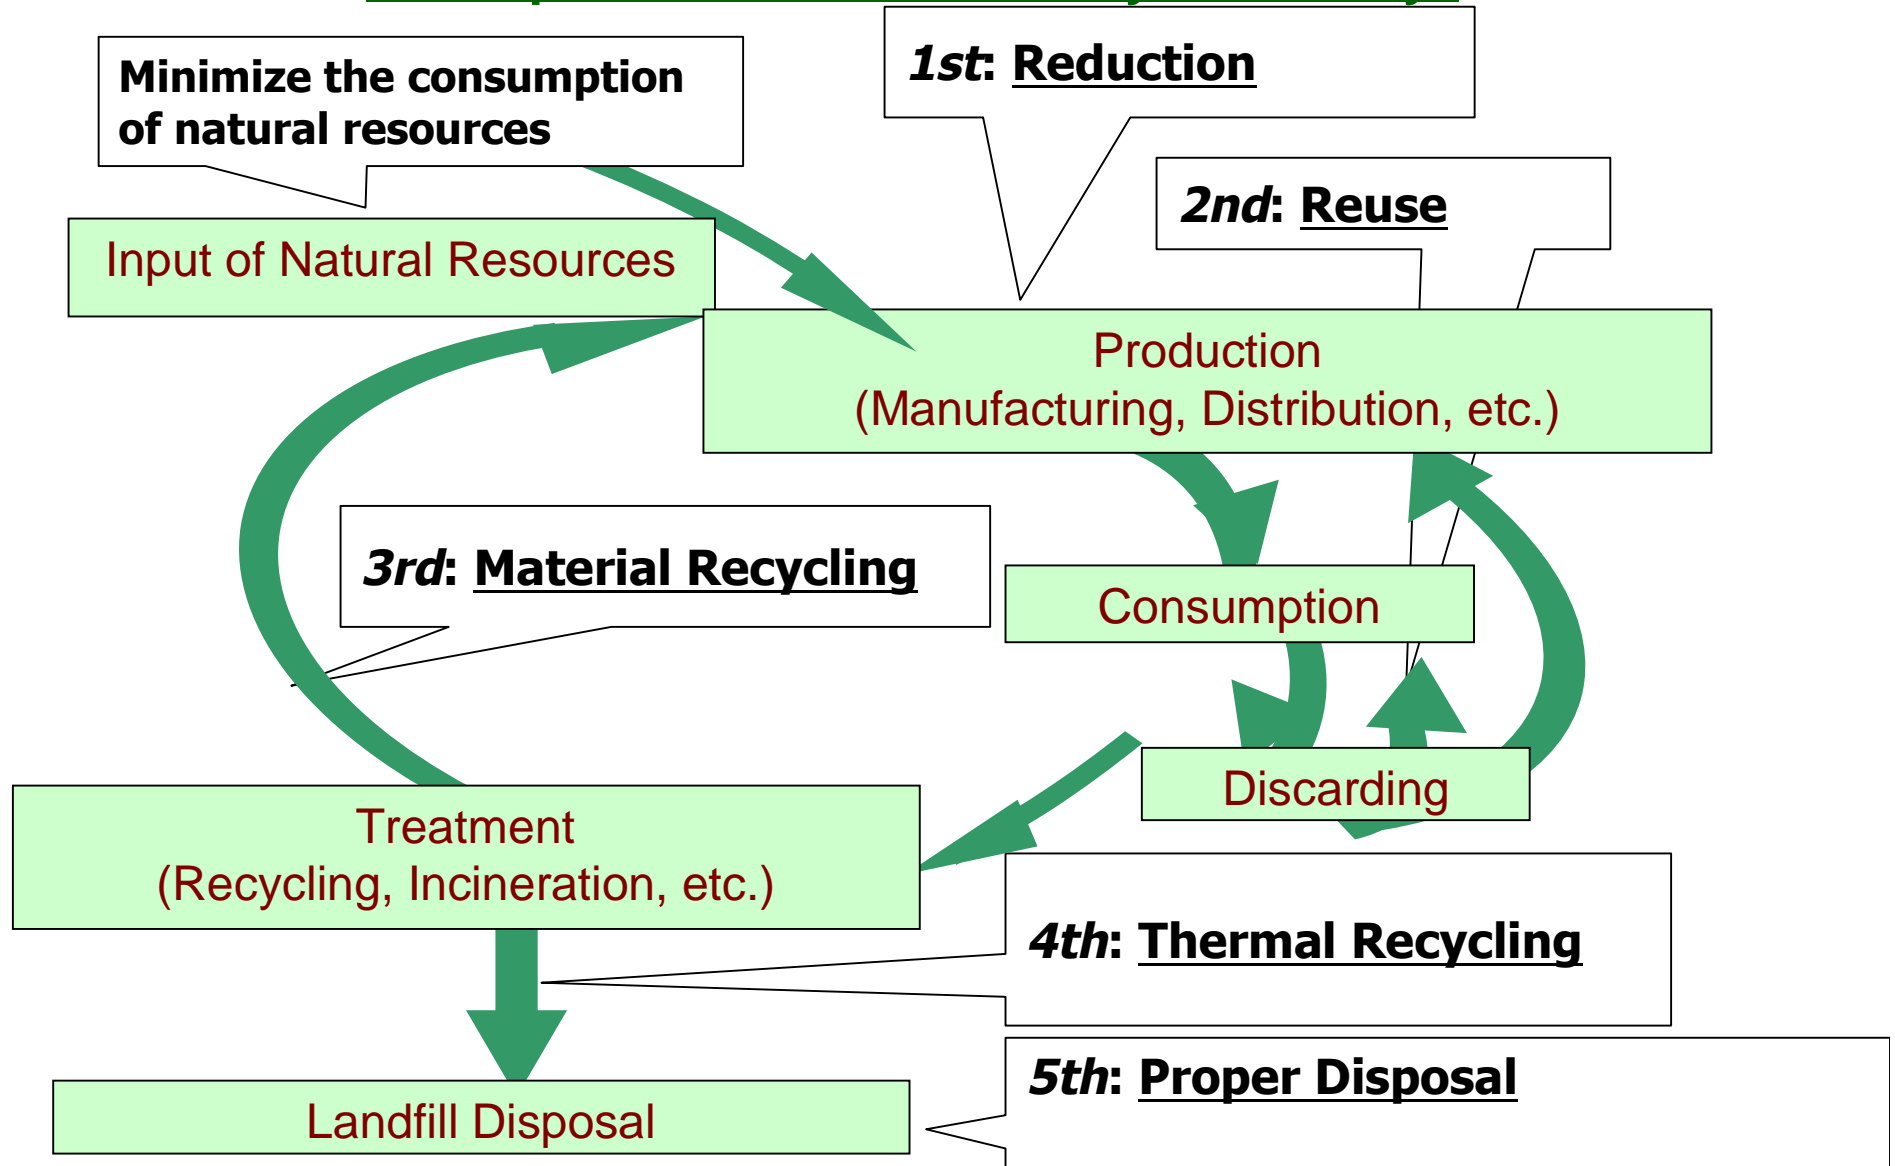 Minimize the consumption
of natural resources
1st: Reduction
2nd: Reuse
Input of Natural Resources
Production
(Manufacturing, Distribution, etc.)
3rd: Material Recycling
Consumption
Discarding
Treatment
(Recycling, Incineration, etc.)
4th: Thermal Recycling
5th: Proper Disposal
Landfill Disposal